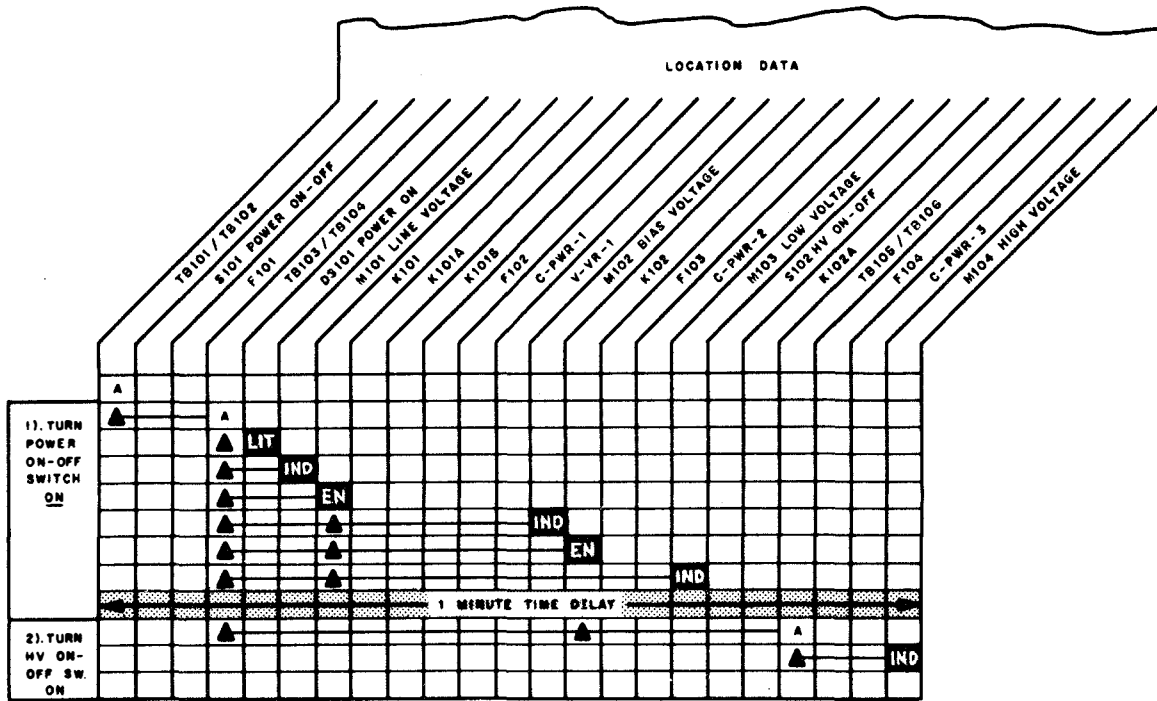 LOCATION DATA
TB101 / TB102
S101 POWER ON-OFF
F101
TB103 / TB104
DS101 POWER ON
M101 LINE VOLTAGE
K101
K101A
K101B
F102
C-PWR-1
V-VR-1
M102 BIAS VOLTAGE
K102
F103
C-PWR-2
M103 LOW VOLTAGE
S102 HV ON-OFF
K102A
TB105 / TB106
F104
C-PWR-3
M104 HIGH VOLTAGE
A
1). TURN
POWER
ON-OFF
SWITCH
ON
A
LIT
IND
EN
IND
EN
IND
1 MINUTE TIME DELAY
2). TURN
HV ON-
OFF SW.
ON
A
IND